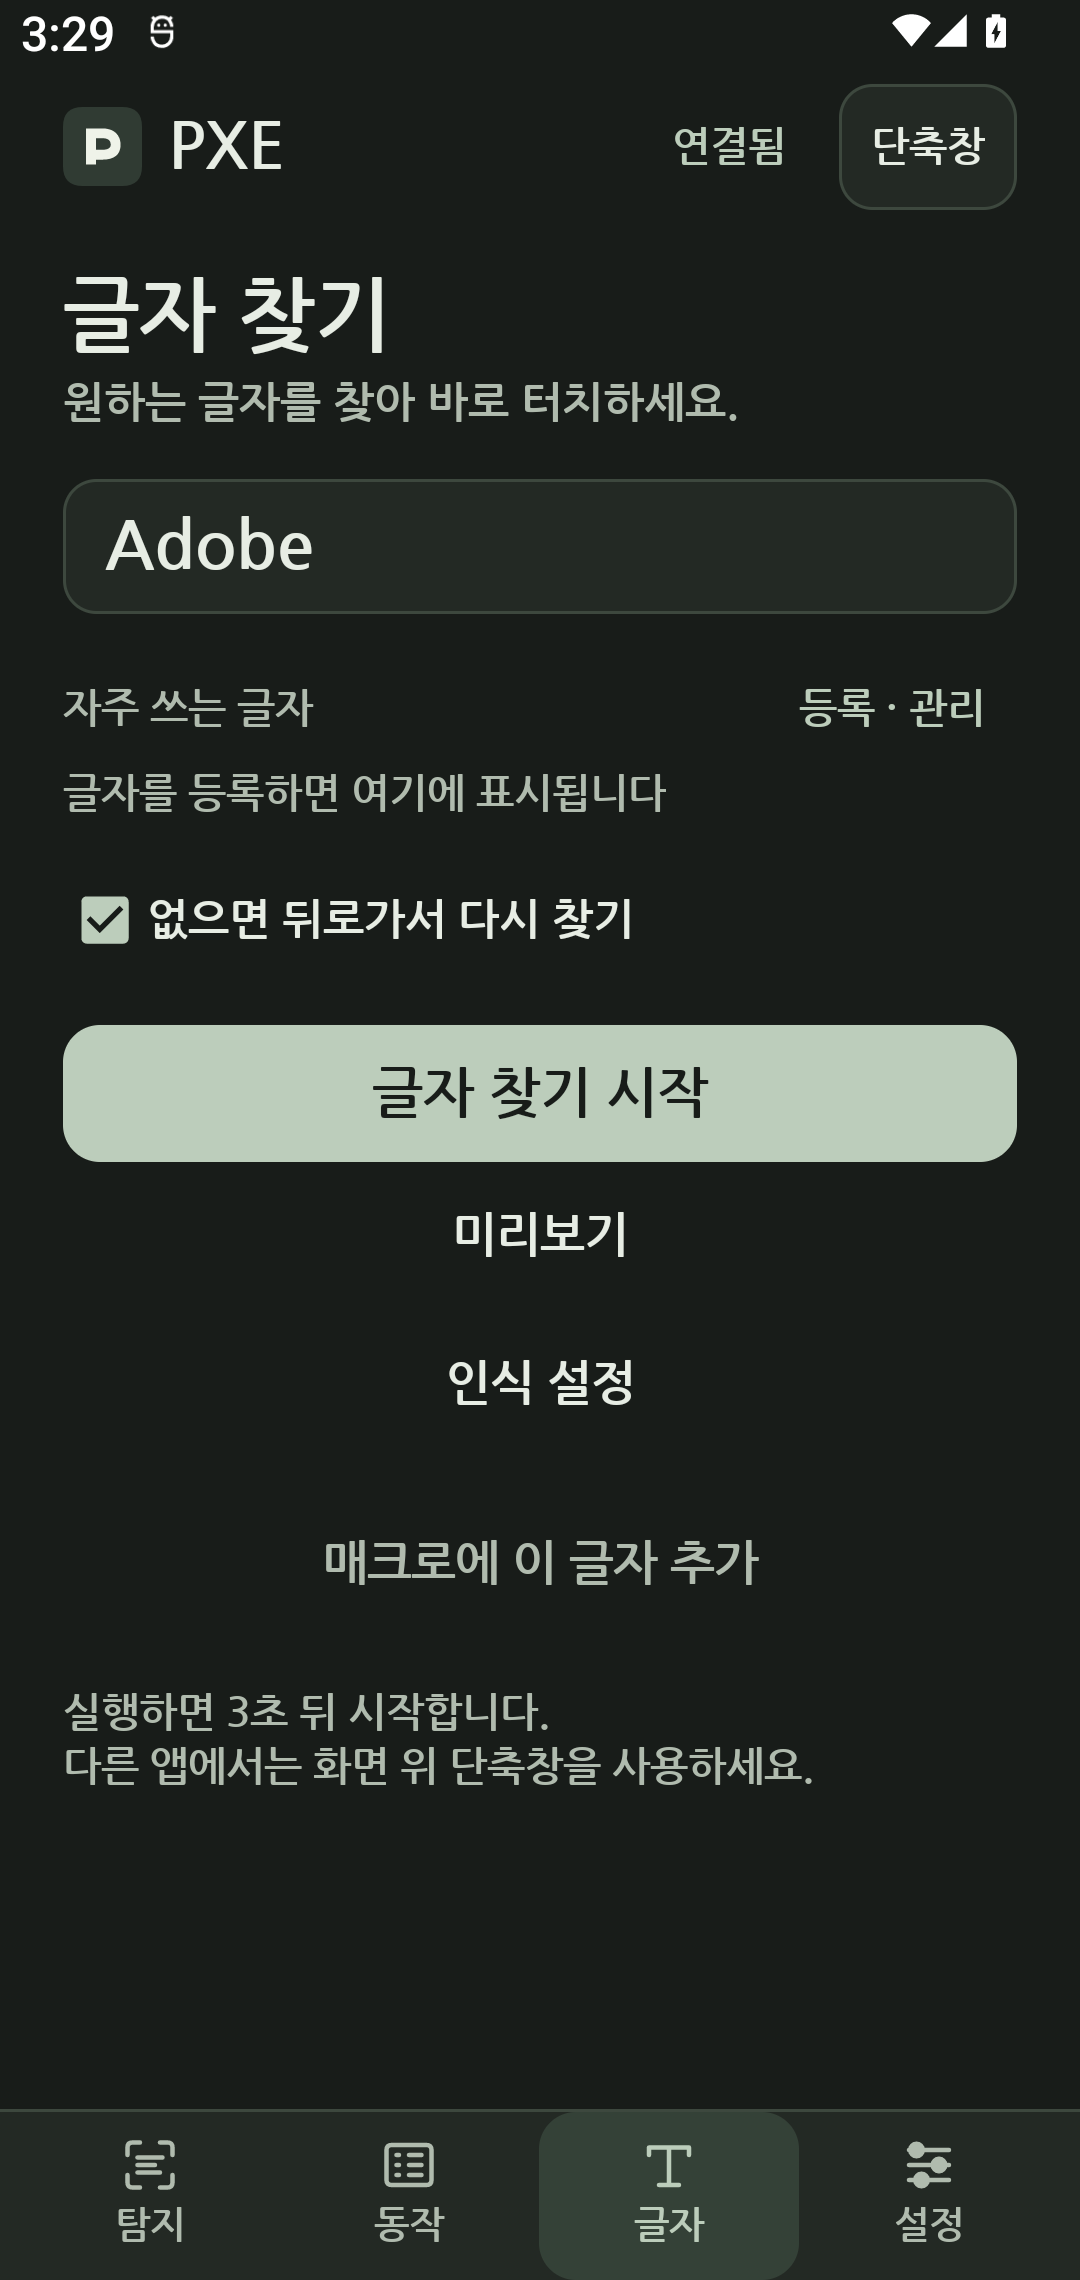 3:29
PXE
연결됨
단축창
글자 찾기
원하는 글자를 찾아 바로 터치하세요.
Adobe
자주 쓰는 글자
등록 · 관리
글자를 등록하면 여기에 표시됩니다
없으면 뒤로가서 다시 찾기
글자 찾기 시작
미리보기
인식 설정
매크로에 이 글자 추가
실행하면 3초 뒤 시작합니다.
다른 앱에서는 화면 위 단축창을 사용하세요.
탐지
동작
글자
설정